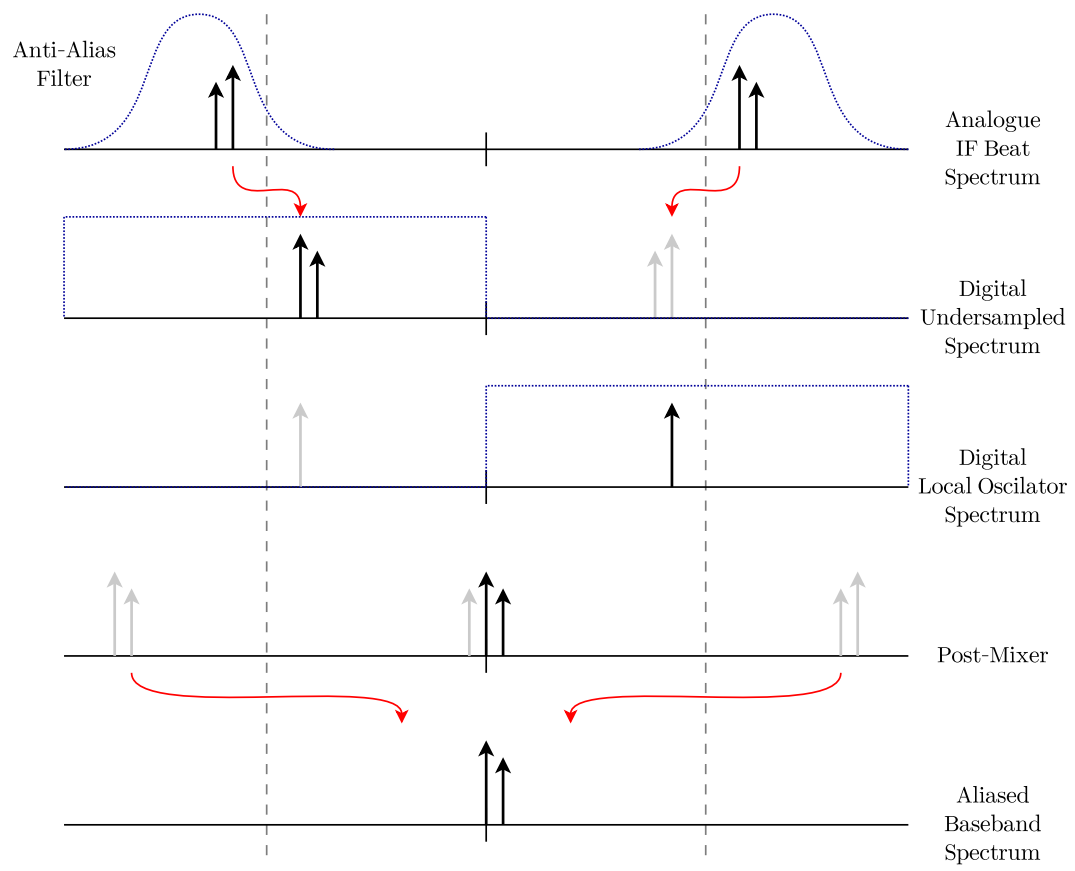 Anti-Alias
Filter
Analogue
IF Beat
Spectrum
Digital
Undersampled
Spectrum
Digital
Local Oscilator
Spectrum
Post-Mixer
Aliased
Baseband
Spectrum